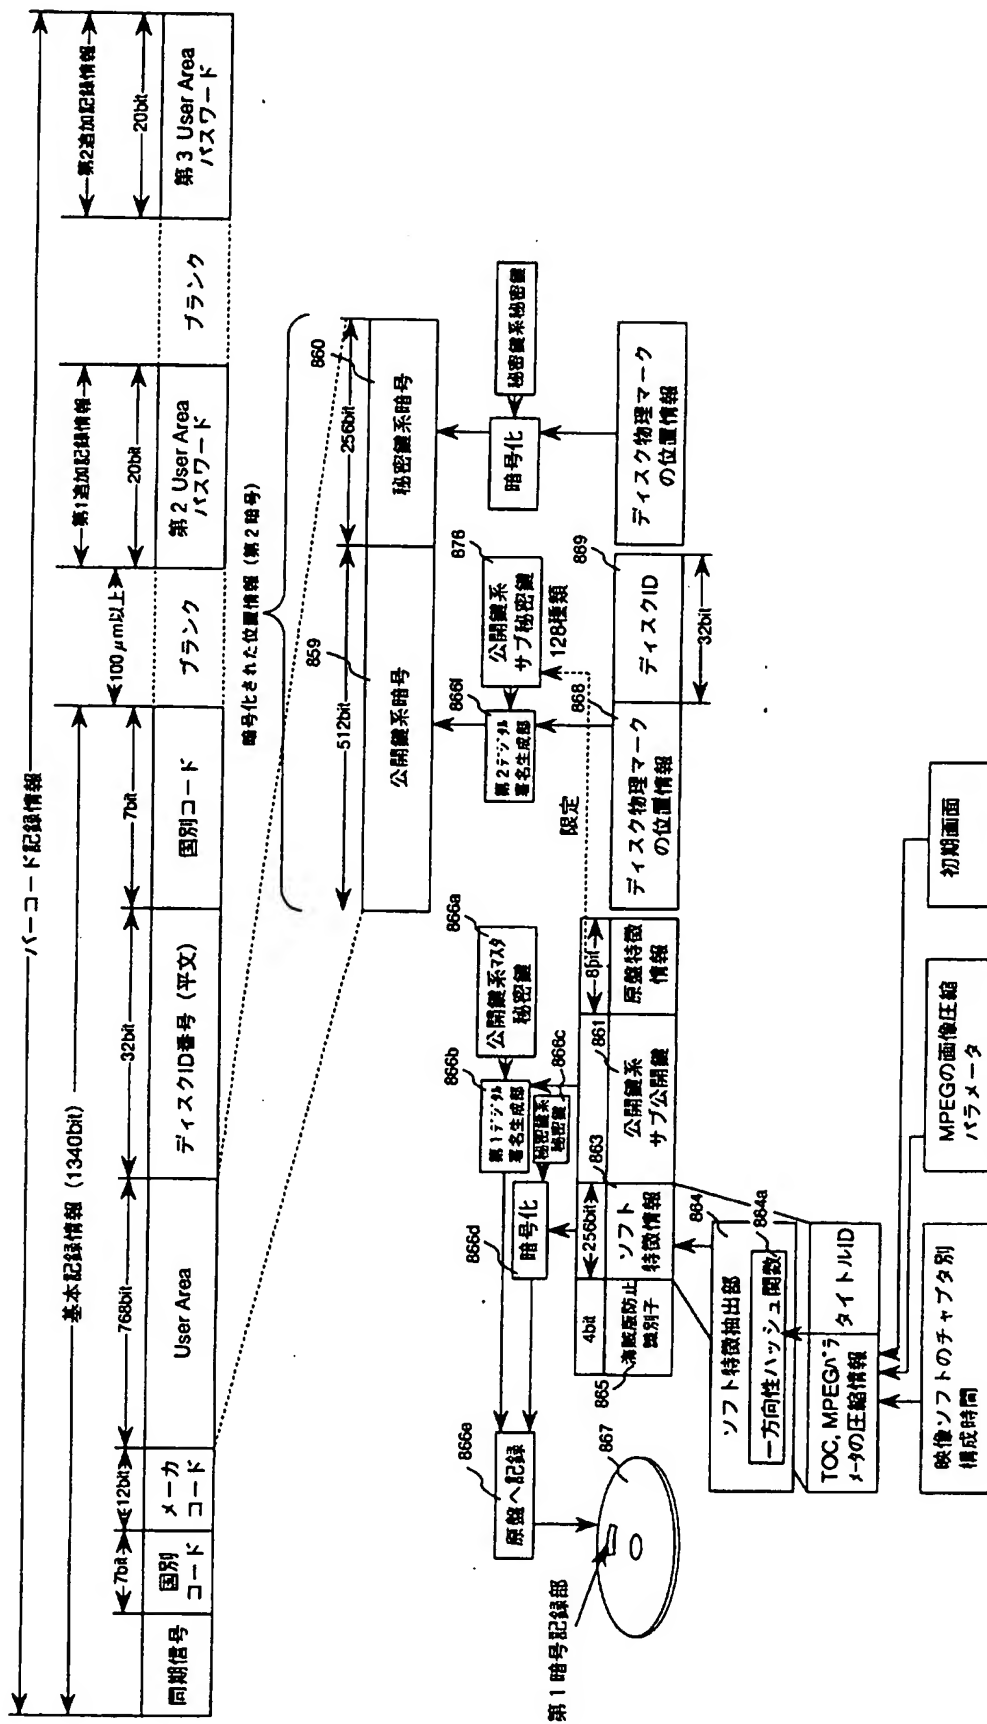 バーコード記録情報
基本記録情報 (1340bit)
第2追加記録情報
第1追加記録情報
7bit
12bit
768bit
32bit
7bit
100μm以上
20bit
20bit
同期信号
国別
コード
メーカ
コード
User Area
ディスクID番号 (平文)
国別コード
ブランク
第2 User Area
パスワード
ブランク
第3 User Area
パスワード
暗号化された位置情報 (第2暗号)
859
860
512bit
256bit
公開鍵系暗号
秘密鍵系暗号
866a
公開鍵系マスタ
秘密鍵
866b
第1デジタル
署名生成部
866c
秘密鍵系
秘密鍵
866d
暗号化
866e
原盤へ記録
866f
第2デジタル
署名生成部
876
公開鍵系
サブ秘密鍵
128種類
暗号化
秘密鍵系秘密鍵
限定
第1暗号記録部
867
865
4bit
海賊版防止
識別子
256bit
863
ソフト
特徴情報
861
公開鍵系
サブ公開鍵
8bit
原盤特徴
情報
868
ディスク物理マーク
の位置情報
869
ディスクID
32bit
ディスク物理マーク
の位置情報
864
ソフト特徴抽出部
864a
一方向性ハッシュ関数
TOC, MPEGパラ
メータの圧縮情報
タイトルID
映像ソフトのチャプタ別
構成時間
MPEGの画像圧縮
パラメータ
初期画面